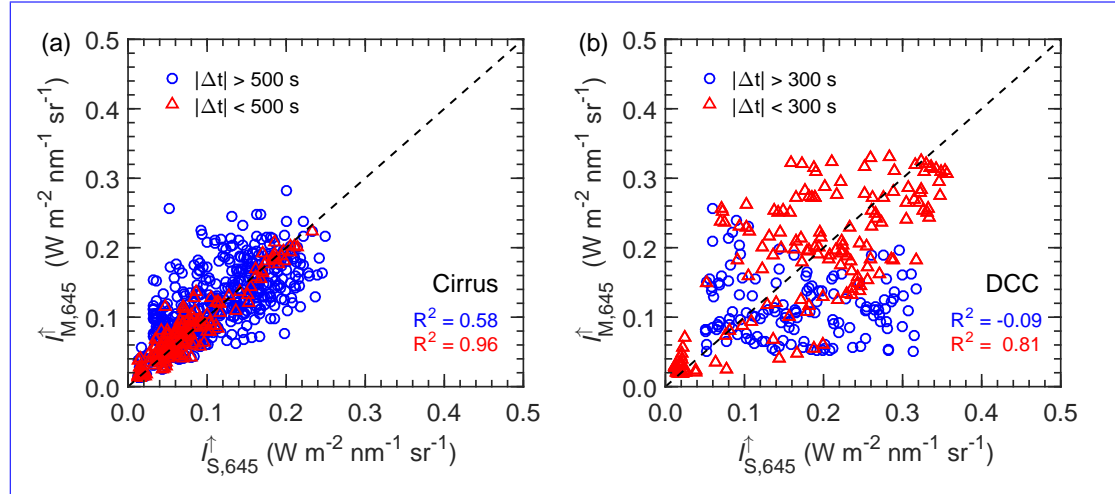 (a)
0.5
0.4
0.3
0.2
0.1
0.0
0.0 0.1 0.2 0.3 0.4 0.5
I↑M,645 (W m-2 nm-1 sr-1)
I↑S,645 (W m-2 nm-1 sr-1)
|Δt| > 500 s
|Δt| < 500 s
Cirrus
R2 = 0.58
R2 = 0.96
(b)
0.5
0.4
0.3
0.2
0.1
0.0
0.0 0.1 0.2 0.3 0.4 0.5
I↑M,645 (W m-2 nm-1 sr-1)
I↑S,645 (W m-2 nm-1 sr-1)
|Δt| > 300 s
|Δt| < 300 s
DCC
R2 = -0.09
R2 = 0.81